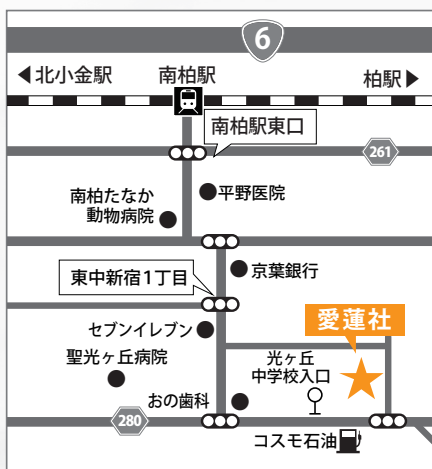 6
◀北小金駅
南柏駅
柏駅▶
南柏駅東口
261
南柏たなか
動物病院
平野医院
京葉銀行
東中新宿1丁目
愛蓮社
セブンイレブン
聖光ヶ丘病院
光ヶ丘
中学校入口
おの歯科
280
コスモ石油